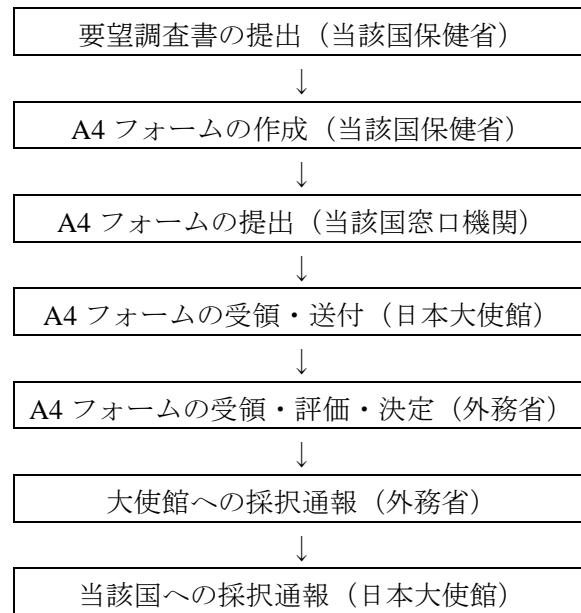 要望調査書の提出（当該国保健省）
↓
A4 フォームの作成（当該国保健省）
↓
A4 フォームの提出（当該国窓口機関）
↓
A4 フォームの受領・送付（日本大使館）
↓
A4 フォームの受領・評価・決定（外務省）
↓
大使館への採択通報（外務省）
↓
当該国への採択通報（日本大使館）